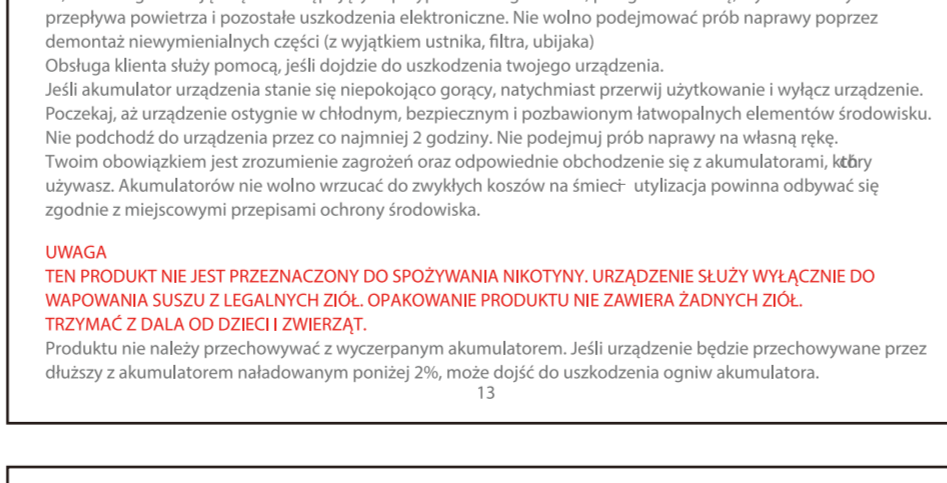 przepływa powietrza i pozostałe uszkodzenia elektroniczne. Nie wolno podejmować prób naprawy poprzez
demontaż niewymienialnych części (z wyjątkiem ustnika, filtra, ubijaka)
Obsługa klienta służy pomocą, jeśli dojdzie do uszkodzenia twojego urządzenia.
Jeśli akumulator urządzenia stanie się niepokojąco gorący, natychmiast przerwij użytkowanie i wyłącz urządzenie.
Poczekaj, aż urządzenie ostygnie w chłodnym, bezpiecznym i pozbawionym łatwopalnych elementów środowisku.
Nie podchodź do urządzenia przez co najmniej 2 godziny. Nie podejmuj prób naprawy na własną rękę.
Twoim obowiązkiem jest zrozumienie zagrożeń oraz odpowiednie obchodzenie się z akumulatorami,
używasz. Akumulatorów nie wolno wrzucać do zwykłych koszów na śmieci- utylizacja powinna odbywać się
zgodnie z miejscowymi przepisami ochrony środowiska.
UWAGA
TEN PRODUKT NIE JEST PRZEZNACZONY DO SPOŻYWANIA NIKOTYNY. URZĄDZENIE SŁUŻY WYŁĄCZNIE DO
WAPOWANIA SUSZU Z LEGALNYCH ZIÓŁ. OPAKOWANIE PRODUKTU NIE ZAWIERA ŻADNYCH ZIÓŁ.
TRZYMAĆ Z DALA OD DZIECI I ZWIERZĄT.
Produktu nie należy przechowywać z wyczerpanym akumulatorem. Jeśli urządzenie będzie przechowywane przez
dłuższy z akumulatorem naładowanym poniżej 2%, może dojść do uszkodzenia ogniw akumulatora.
13